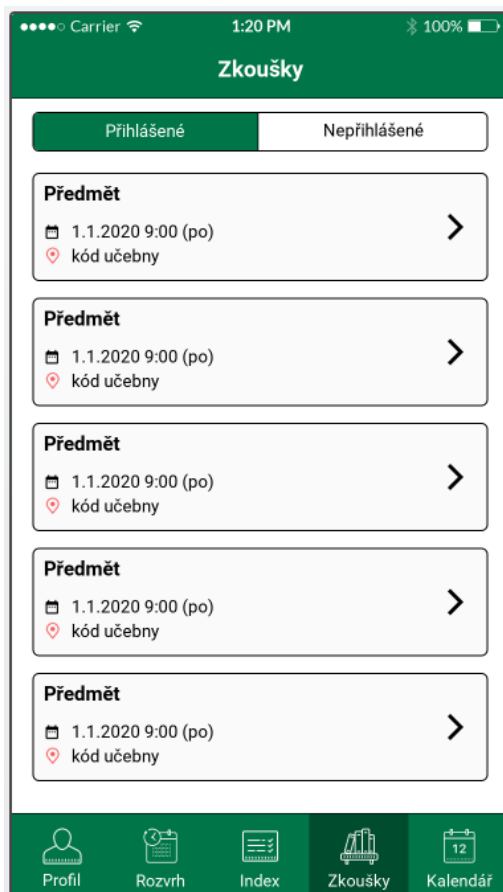 Carrier 1:20 PM 100%
Zkoušky
Přihlášené Nepřihlášené
Předmět
1.1.2020 9:00 (po)
kód učebny
Předmět
1.1.2020 9:00 (po)
kód učebny
Předmět
1.1.2020 9:00 (po)
kód učebny
Předmět
1.1.2020 9:00 (po)
kód učebny
Předmět
1.1.2020 9:00 (po)
kód učebny
12
Profil Rozvrh Index Zkoušky Kalendář